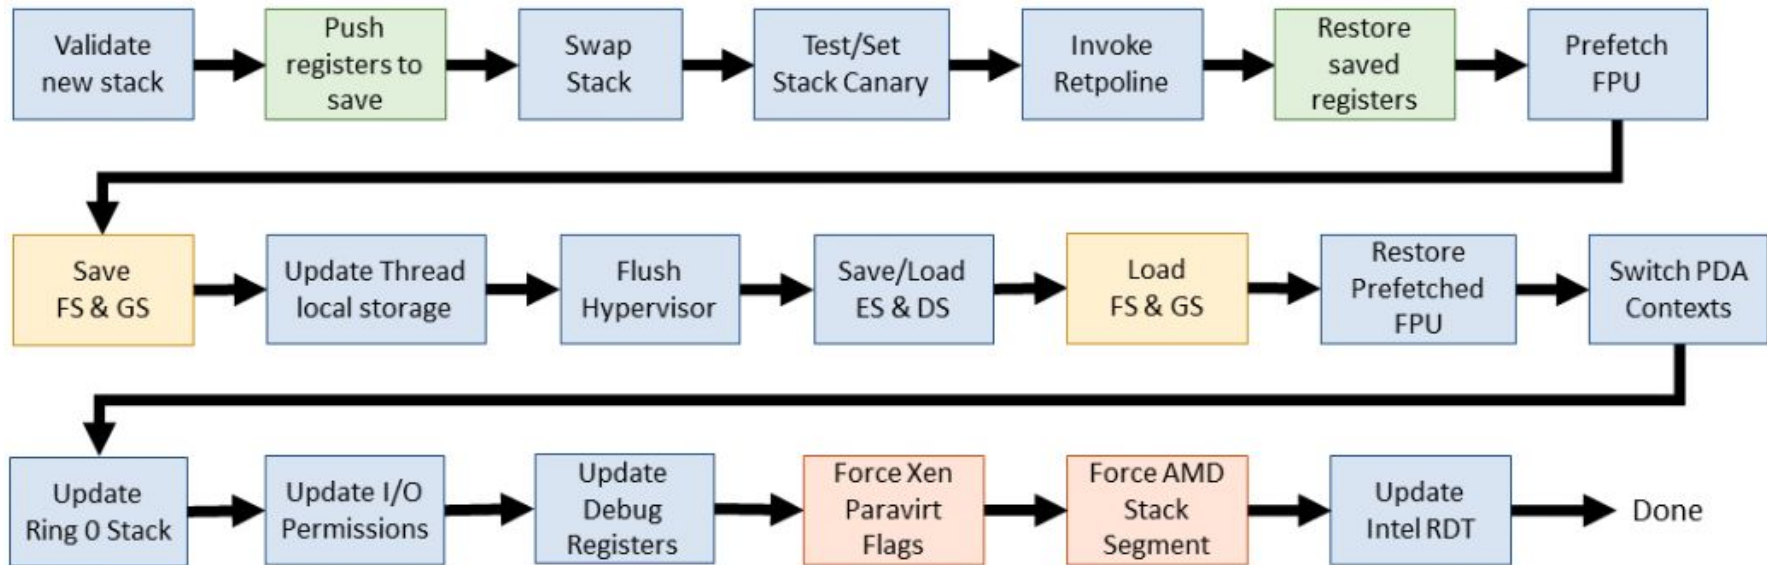 Validate
new stack
Push
registers to
save
Swap
Stack
Test/Set
Stack Canary
Invoke
Retpoline
Restore
saved
registers
Prefetch
FPU
Save
FS & GS
Update Thread
local storage
Flush
Hypervisor
Save/Load
ES & DS
Load
FS & GS
Restore
Prefetched
FPU
Switch PDA
Contexts
Update
Ring 0 Stack
Update I/O
Permissions
Update
Debug
Registers
Force Xen
Paravirt
Flags
Force AMD
Stack
Segment
Update
Intel RDT
Done